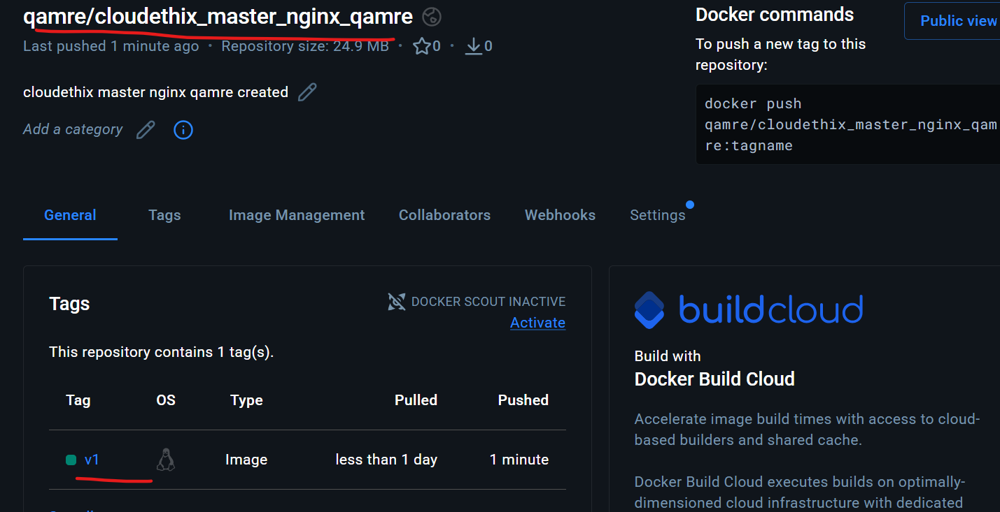 qamre/cloudethix_master_nginx_qamre
Last pushed 1 minute ago • Repository size: 24.9 MB • 0 • 0
cloudethix master nginx qamre created
Add a category
Docker commands
Public view
To push a new tag to this
repository:
docker push
qamre/cloudethix_master_nginx_qam
re:tagname
General Tags Image Management Collaborators Webhooks Settings
Tags
DOCKER SCOUT INACTIVE
Activate
This repository contains 1 tag(s).
Tag OS Type Pulled Pushed
v1 Image less than 1 day 1 minute
buildcloud
Build with
Docker Build Cloud
Accelerate image build times with access to cloud-
based builders and shared cache.
Docker Build Cloud executes builds on optimally-
dimensioned cloud infrastructure with dedicated